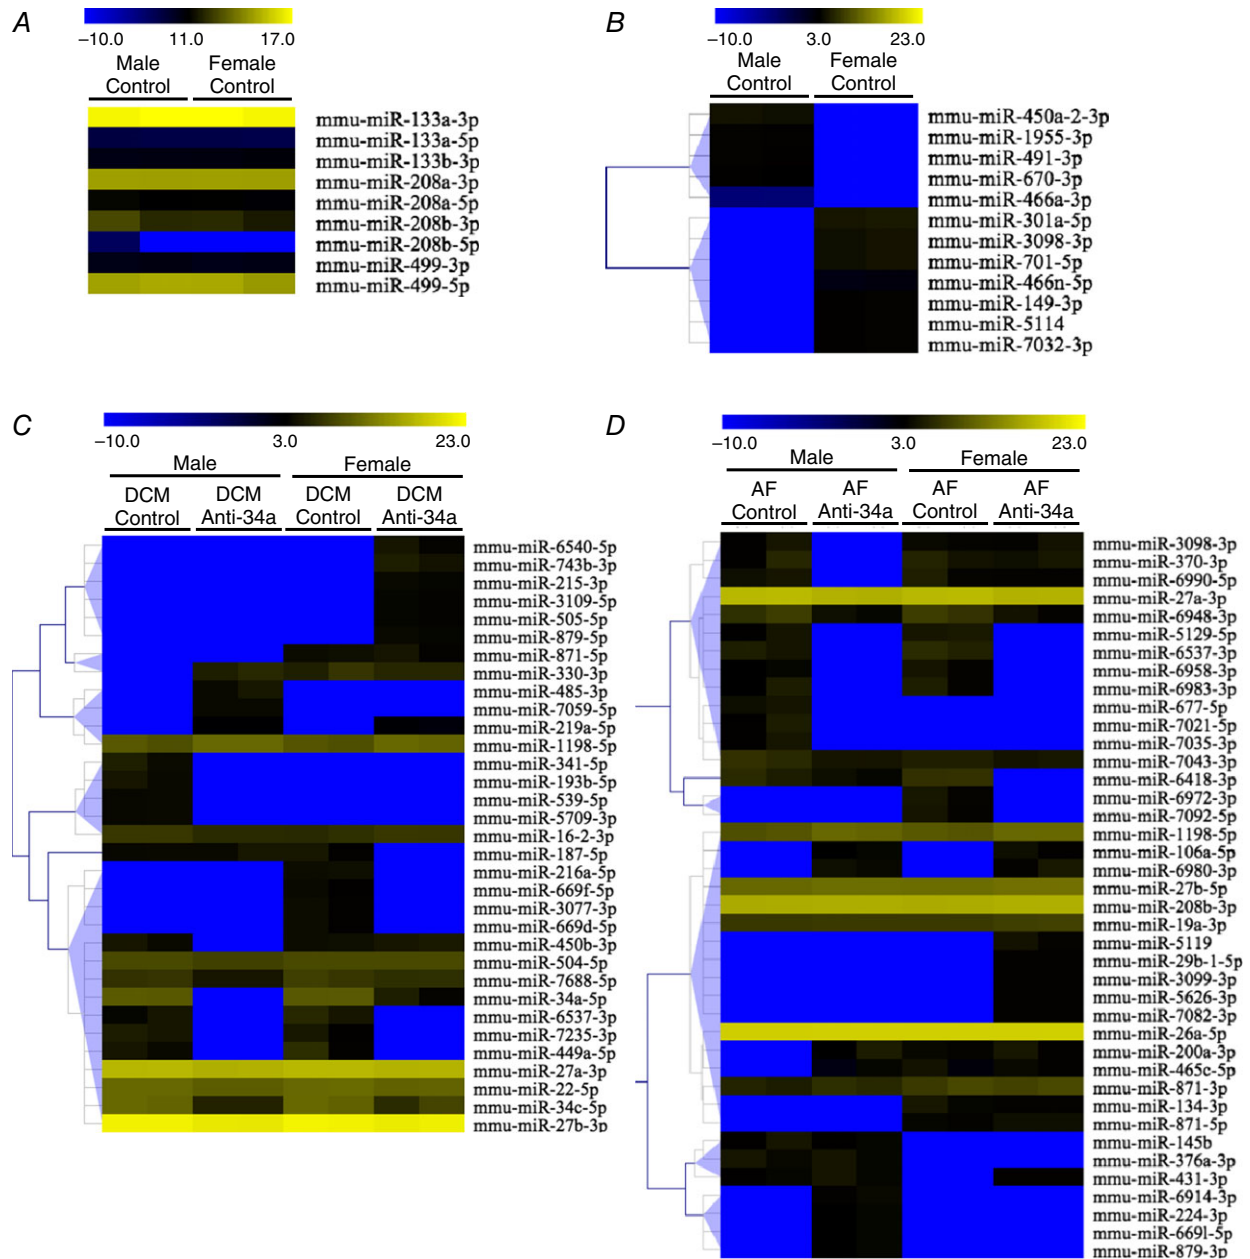 A
−10.0 11.0 17.0
Male Control
Female Control
mmu-miR-133a-3p
mmu-miR-133a-5p
mmu-miR-133b-3p
mmu-miR-208a-3p
mmu-miR-208a-5p
mmu-miR-208b-3p
mmu-miR-208b-5p
mmu-miR-499-3p
mmu-miR-499-5p
B
−10.0 3.0 23.0
Male Control
Female Control
mmu-miR-450a-2-3p
mmu-miR-1955-3p
mmu-miR-491-3p
mmu-miR-670-3p
mmu-miR-466a-3p
mmu-miR-301a-5p
mmu-miR-3098-3p
mmu-miR-701-5p
mmu-miR-466n-5p
mmu-miR-149-3p
mmu-miR-5114
mmu-miR-7032-3p
C
−10.0 3.0 23.0
Male Female
DCM Control
DCM Anti-34a
DCM Control
DCM Anti-34a
mmu-miR-6540-5p
mmu-miR-743b-3p
mmu-miR-215-3p
mmu-miR-3109-5p
mmu-miR-505-5p
mmu-miR-879-5p
mmu-miR-871-5p
mmu-miR-330-3p
mmu-miR-485-3p
mmu-miR-7059-5p
mmu-miR-219a-5p
mmu-miR-1198-5p
mmu-miR-341-5p
mmu-miR-193b-5p
mmu-miR-539-5p
mmu-miR-5709-3p
mmu-miR-16-2-3p
mmu-miR-187-5p
mmu-miR-216a-5p
mmu-miR-669f-5p
mmu-miR-3077-3p
mmu-miR-669d-5p
mmu-miR-450b-3p
mmu-miR-504-5p
mmu-miR-7688-5p
mmu-miR-34a-5p
mmu-miR-6537-3p
mmu-miR-7235-3p
mmu-miR-449a-5p
mmu-miR-27a-3p
mmu-miR-22-5p
mmu-miR-34c-5p
mmu-miR-27b-3p
D
−10.0 3.0 23.0
Male Female
AF Control
AF Anti-34a
AF Control
AF Anti-34a
mmu-miR-3098-3p
mmu-miR-370-3p
mmu-miR-6990-5p
mmu-miR-27a-3p
mmu-miR-6948-3p
mmu-miR-5129-5p
mmu-miR-6537-3p
mmu-miR-6958-3p
mmu-miR-6983-3p
mmu-miR-677-5p
mmu-miR-7021-5p
mmu-miR-7035-3p
mmu-miR-7043-3p
mmu-miR-6418-3p
mmu-miR-6972-3p
mmu-miR-7092-5p
mmu-miR-1198-5p
mmu-miR-106a-5p
mmu-miR-6980-3p
mmu-miR-27b-5p
mmu-miR-208b-3p
mmu-miR-19a-3p
mmu-miR-5119
mmu-miR-29b-1-5p
mmu-miR-3099-3p
mmu-miR-5626-3p
mmu-miR-7082-3p
mmu-miR-26a-5p
mmu-miR-200a-3p
mmu-miR-465c-5p
mmu-miR-871-3p
mmu-miR-134-3p
mmu-miR-871-5p
mmu-miR-145b
mmu-miR-376a-3p
mmu-miR-431-3p
mmu-miR-6914-3p
mmu-miR-224-3p
mmu-miR-669l-5p
mmu-miR-879-3p